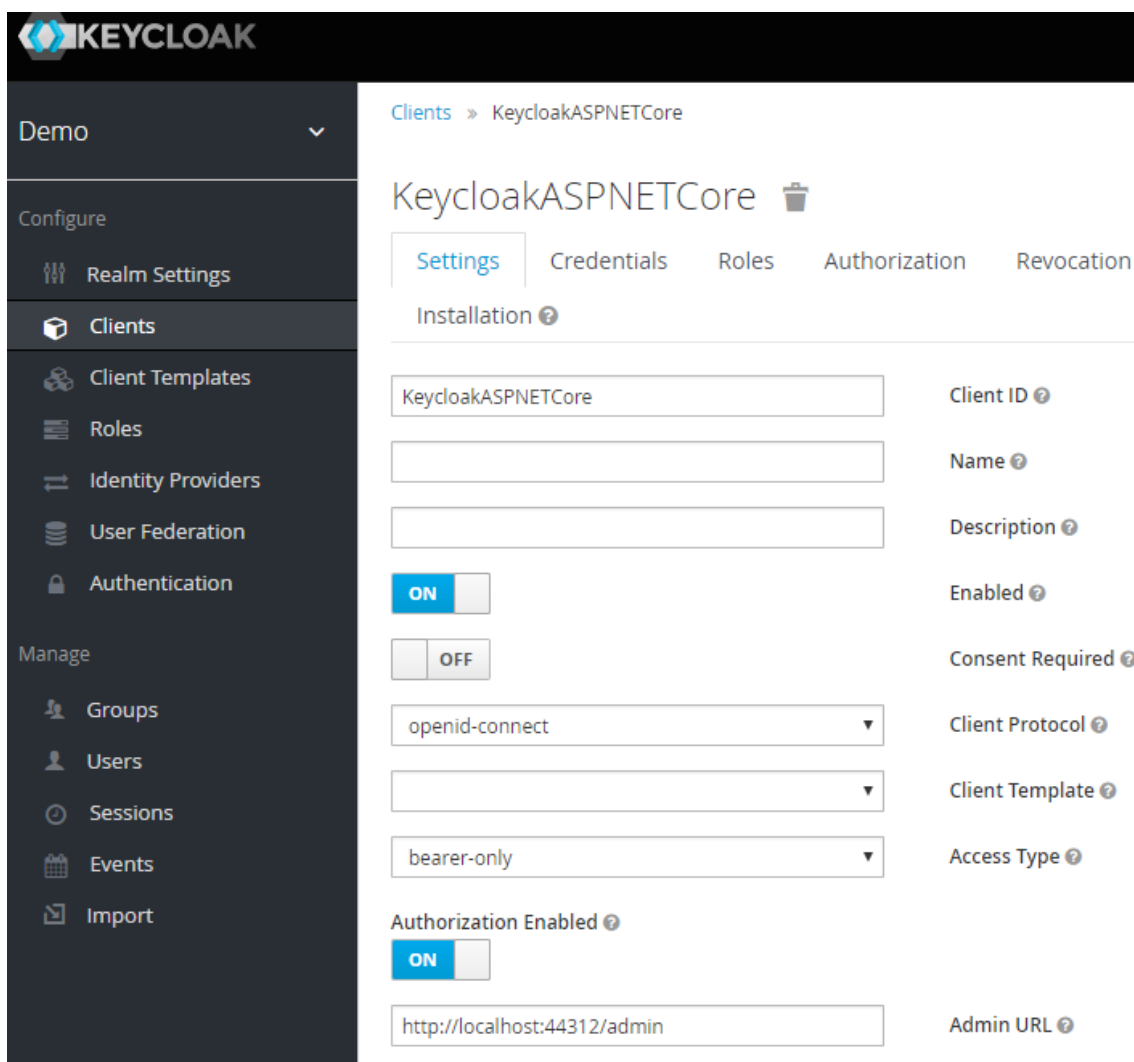 KEYCLOAK
Demo
Configure
Realm Settings
Clients
Client Templates
Roles
Identity Providers
User Federation
Authentication
Manage
Groups
Users
Sessions
Events
Import
Clients » KeycloakASPNETCore
KeycloakASPNETCore
Settings Credentials Roles Authorization Revocation
Installation
KeycloakASPNETCore Client ID
Name
Description
ON Enabled
OFF Consent Required
openid-connect Client Protocol
Client Template
bearer-only Access Type
Authorization Enabled
ON
http://localhost:44312/admin Admin URL